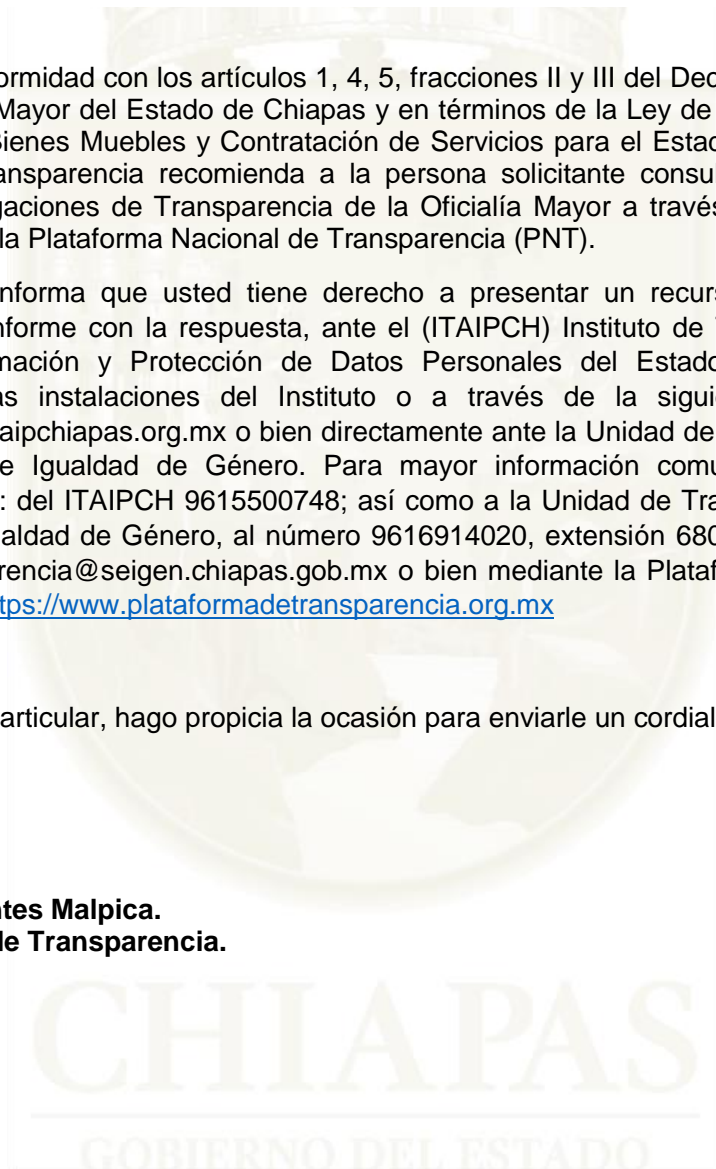 ormidad con los artículos 1, 4, 5, fracciones II y III del Dec
Mayor del Estado de Chiapas y en términos de la Ley de
Bienes Muebles y Contratación de Servicios para el Estad
ansparencia recomienda a la persona solicitante consul
gaciones de Transparencia de la Oficialía Mayor a través
la Plataforma Nacional de Transparencia (PNT).
nforma que usted tiene derecho a presentar un recurs
nforme con la respuesta, ante el (ITAIPCH) Instituto de T
mación y Protección de Datos Personales del Estado
as instalaciones del Instituto o a través de la siguie
aipchiapas.org.mx o bien directamente ante la Unidad de
e Igualdad de Género. Para mayor información comu
: del ITAIPCH 9615500748; así como a la Unidad de Tra
aldad de Género, al número 9616914020, extensión 680
rencia@seigen.chiapas.gob.mx o bien mediante la Plataf
tps://www.plataformadetransparencia.org.mx
articular, hago propicia la ocasión para enviarle un cordial
ntes Malpica.
de Transparencia.
CHIAPAS
GOBIERNO DEL ESTADO